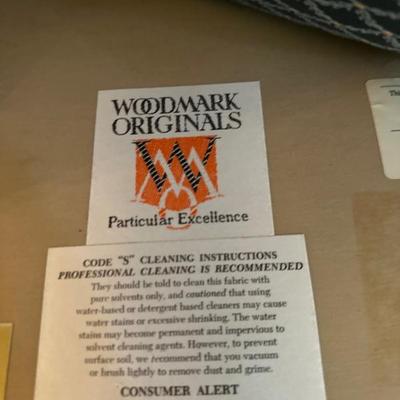 WOODMARK
ORIGINALS
Particular Excellence
CODE "S" CLEANING INSTRUCTIONS
PROFESSIONAL CLEANING IS RECOMMENDED
They should be told to clean this fabric with
pure solvents only, and cautioned that using
water-based or detergent based cleaners may cause
water stains or excessive shrinking. The water
stains may become permanent and impervious to
solvent cleaning agents. However, to prevent
surface soil, we recommend that you vacuum
or brush lightly to remove dust and grime.
CONSUMER ALERT